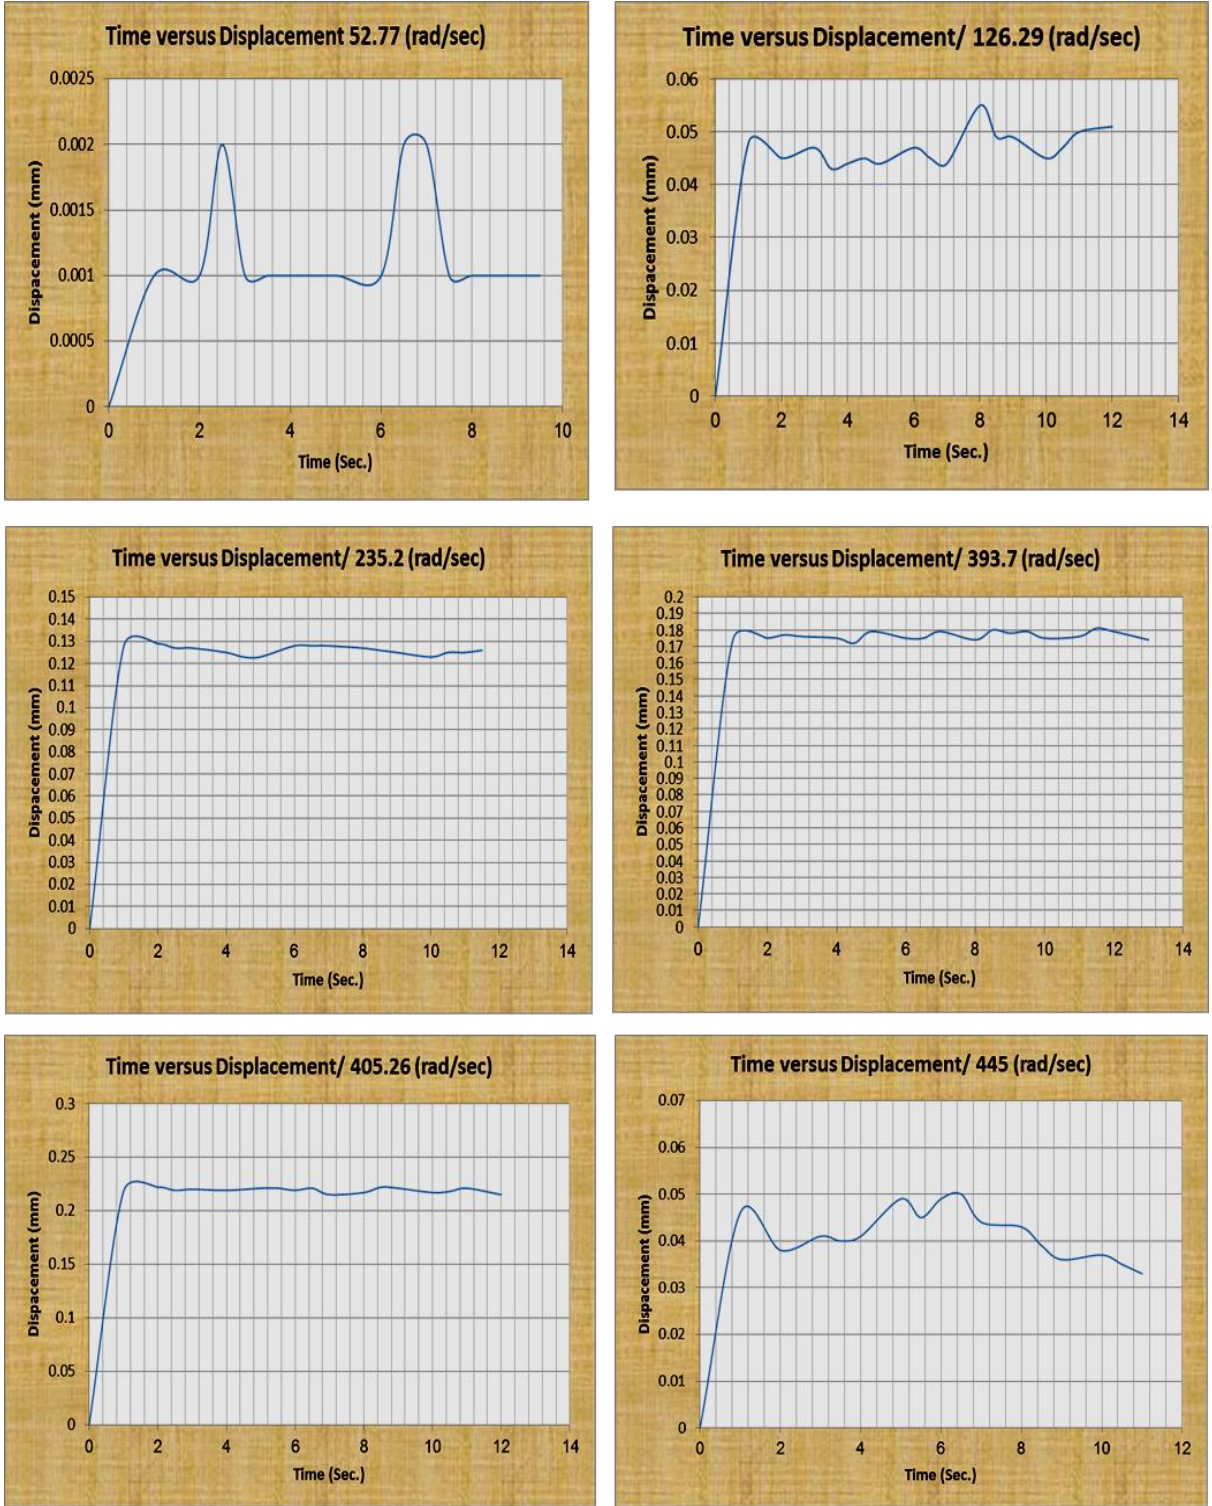 Time versus Displacement 52.77 (rad/sec)
0.0025
0.002
0.0015
0.001
0.0005
0
Dispacement (mm)
0 2 4 6 8 10
Time (Sec.)
Time versus Displacement/ 126.29 (rad/sec)
0.06
0.05
0.04
0.03
0.02
0.01
0
Dispacement (mm)
0 2 4 6 8 10 12 14
Time (Sec.)
Time versus Displacement/ 235.2 (rad/sec)
0.15
0.14
0.13
0.12
0.11
0.1
0.09
0.08
0.07
0.06
0.05
0.04
0.03
0.02
0.01
0
Dispacement (mm)
0 2 4 6 8 10 12 14
Time (Sec.)
Time versus Displacement/ 393.7 (rad/sec)
0.2
0.19
0.18
0.17
0.16
0.15
0.14
0.13
0.12
0.11
0.1
0.09
0.08
0.07
0.06
0.05
0.04
0.03
0.02
0.01
0
Dispacement (mm)
0 2 4 6 8 10 12 14
Time (Sec.)
Time versus Displacement/ 405.26 (rad/sec)
0.3
0.25
0.2
0.15
0.1
0.05
0
Dispacement (mm)
0 2 4 6 8 10 12 14
Time (Sec.)
Time versus Displacement/ 445 (rad/sec)
0.07
0.06
0.05
0.04
0.03
0.02
0.01
0
Dispacement (mm)
0 2 4 6 8 10 12
Time (Sec.)